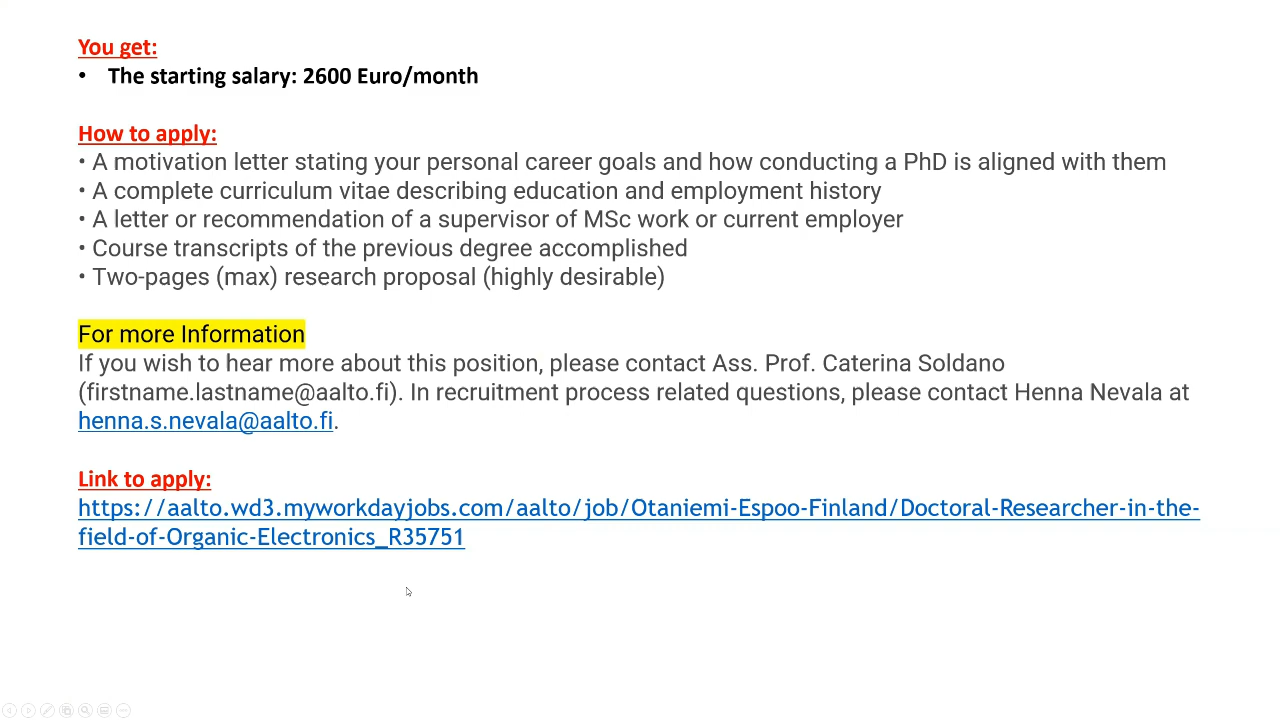 You get:
• The starting salary: 2600 Euro/month
How to apply:
• A motivation letter stating your personal career goals and how conducting a PhD is aligned with them
• A complete curriculum vitae describing education and employment history
• A letter or recommendation of a supervisor of MSc work or current employer
• Course transcripts of the previous degree accomplished
• Two-pages (max) research proposal (highly desirable)
For more Information
If you wish to hear more about this position, please contact Ass. Prof. Caterina Soldano
(firstname.lastname@aalto.fi). In recruitment process related questions, please contact Henna Nevala at
henna.s.nevala@aalto.fi.
Link to apply:
https://aalto.wd3.myworkdayjobs.com/aalto/job/Otaniemi-Espoo-Finland/Doctoral-Researcher-in-the-
field-of-Organic-Electronics_R35751